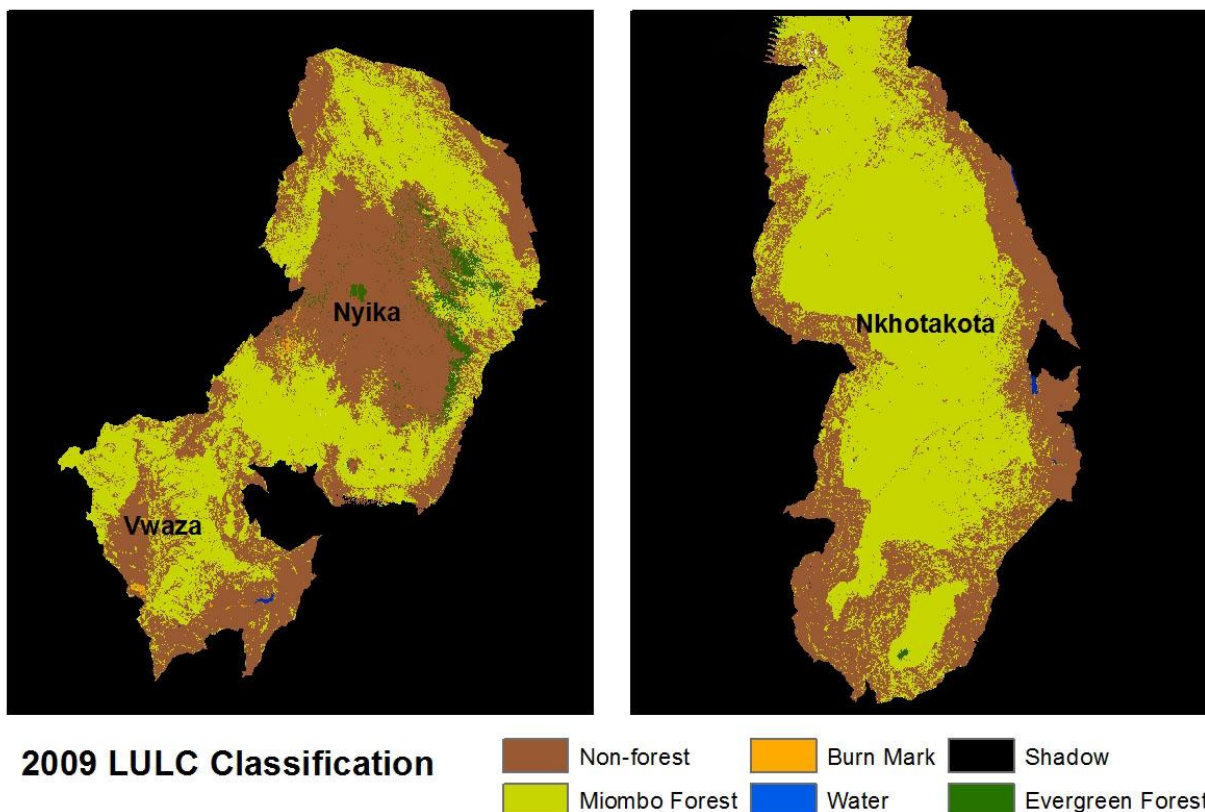 Nyika
Vwaza
Nkhotakota
2009 LULC Classification
Non-forest
Burn Mark
Shadow
Miombo Forest
Water
Evergreen Forest